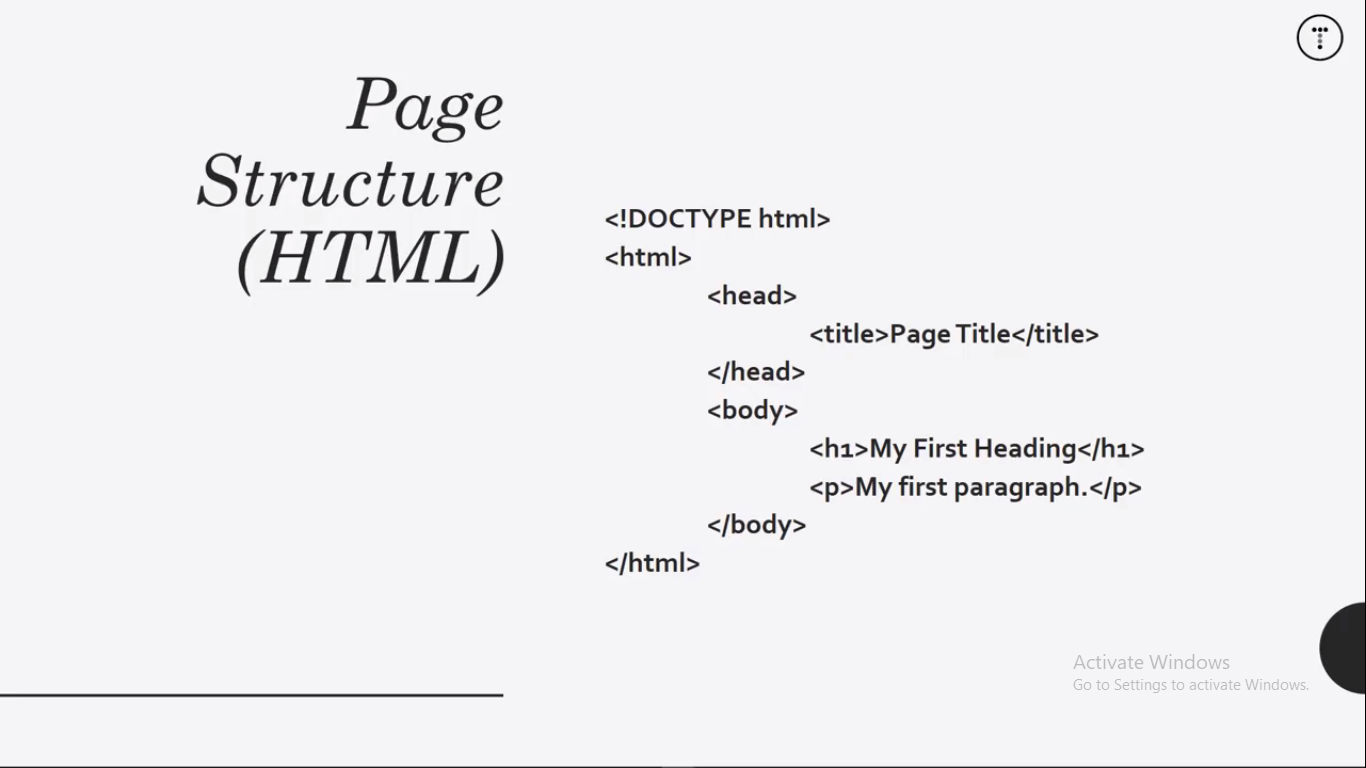 Page
Structure
(HTML)
<!DOCTYPE html>
<html>
<head>
<title>Page Title</title>
</head>
<body>
<h1>My First Heading</h1>
<p>My first paragraph.</p>
</body>
</html>
Activate Windows
Go to Settings to activate Windows.